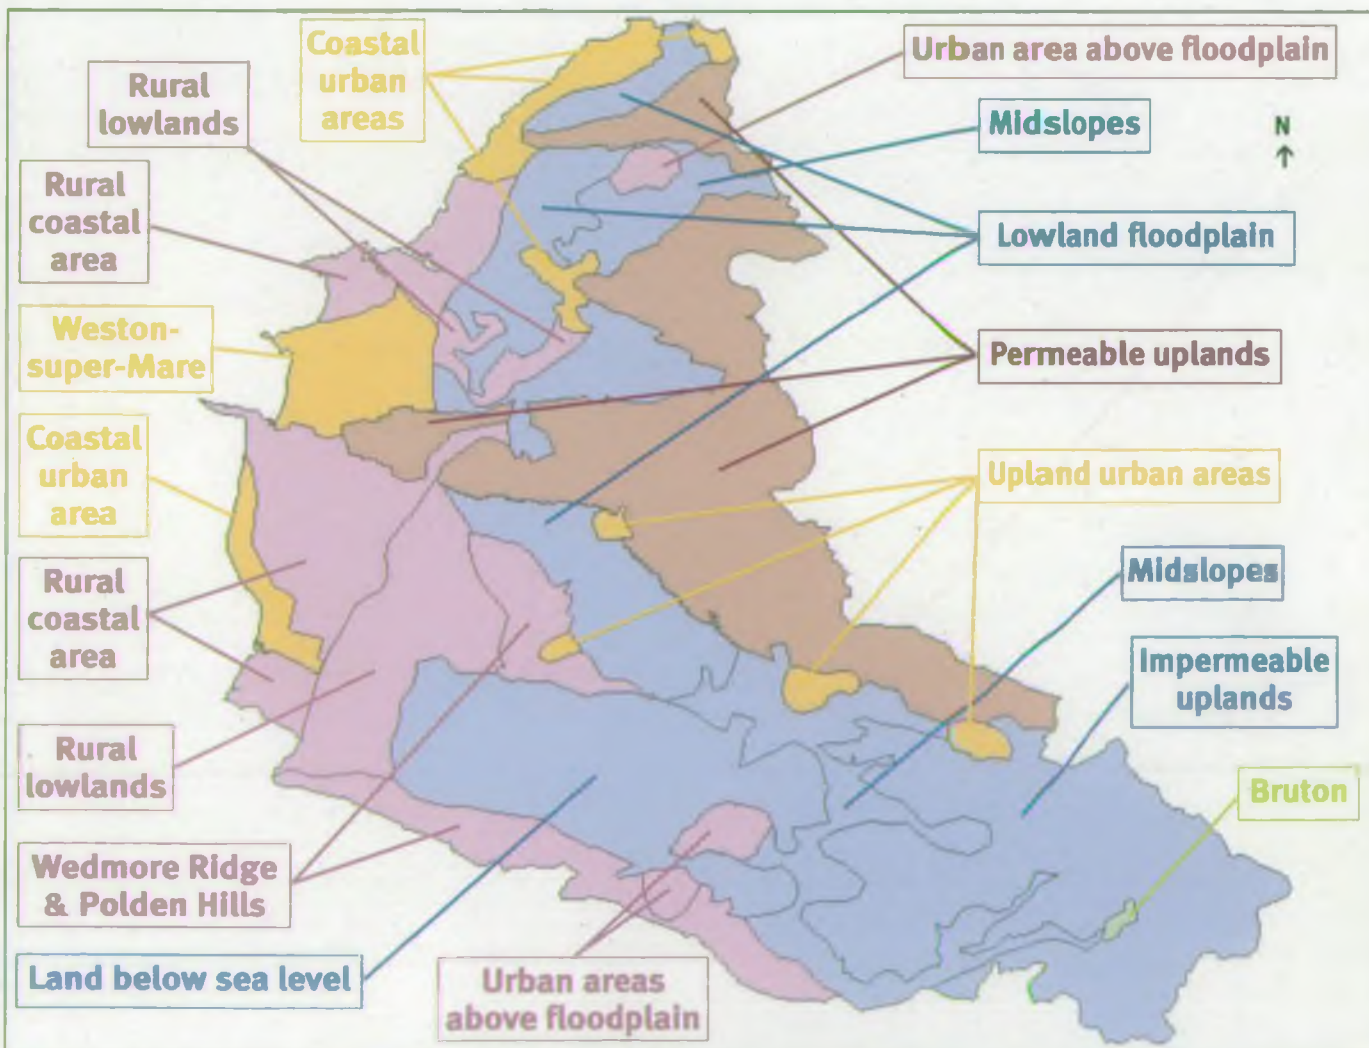 Coastal
urban
areas
Urban area above floodplain
Rural
lowlands
Midslopes
N
Rural
coastal
area
Lowland floodplain
Weston-
super-Mare
Permeable uplands
Coastal
urban
area
Upland urban areas
Rural
coastal
area
Midslopes
Impermeable
uplands
Rural
lowlands
Bruton
Wedmore Ridge
& Polden Hills
Land below sea level
Urban areas
above floodplain